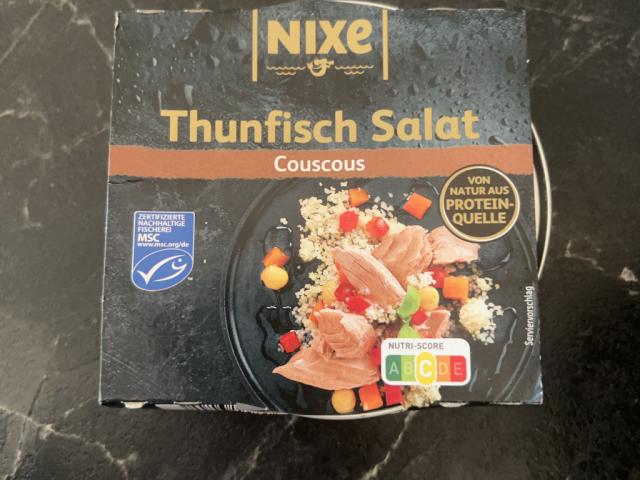 NIXE
Thunfisch Salat
Couscous
VON
NATUR AUS
PROTEIN-
QUELLE
ZERTIFIZIERTE
NACHHALTIGE
FISCHEREI
MSC
www.msc.org/de
TM
Serviervorschlag
NUTRI-SCORE
A B C D E